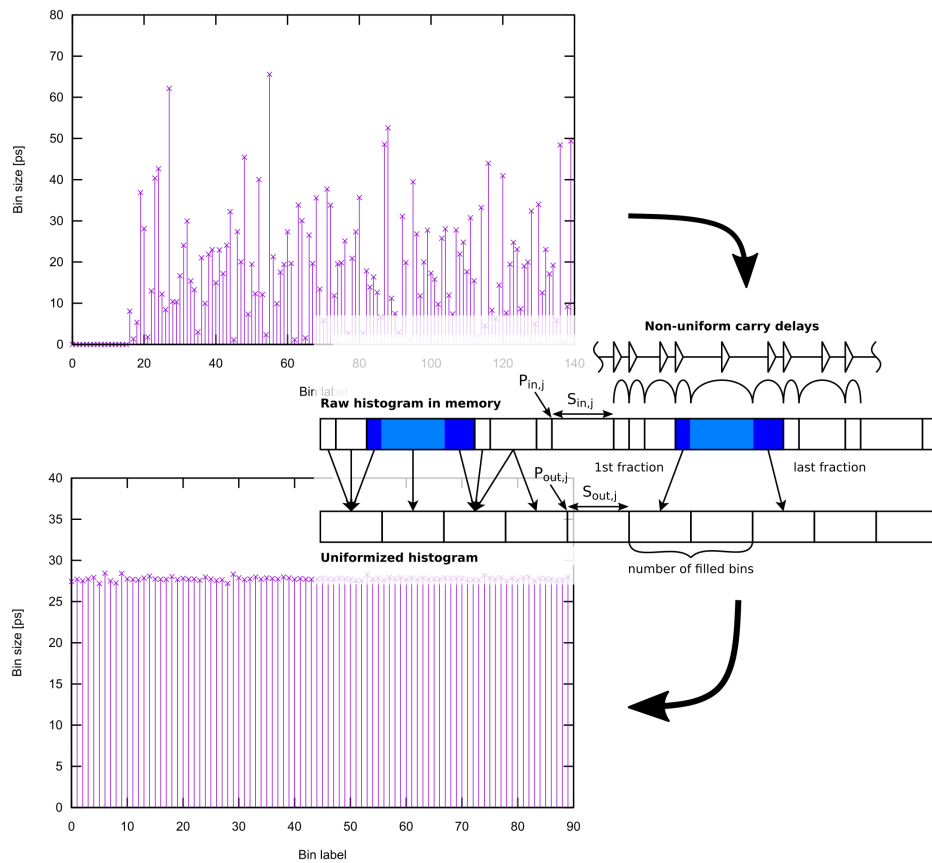 80
70
60
50
40
30
20
10
0
Bin size [ps]
0 20 40 60 80 100 120 140
Bin label
Non-uniform carry delays
P_in,j
S_in,j
Raw histogram in memory
1st fraction
last fraction
P_out,j
S_out,j
Uniformized histogram
number of filled bins
40
35
30
25
20
15
10
5
0
Bin size [ps]
0 10 20 30 40 50 60 70 80 90
Bin label